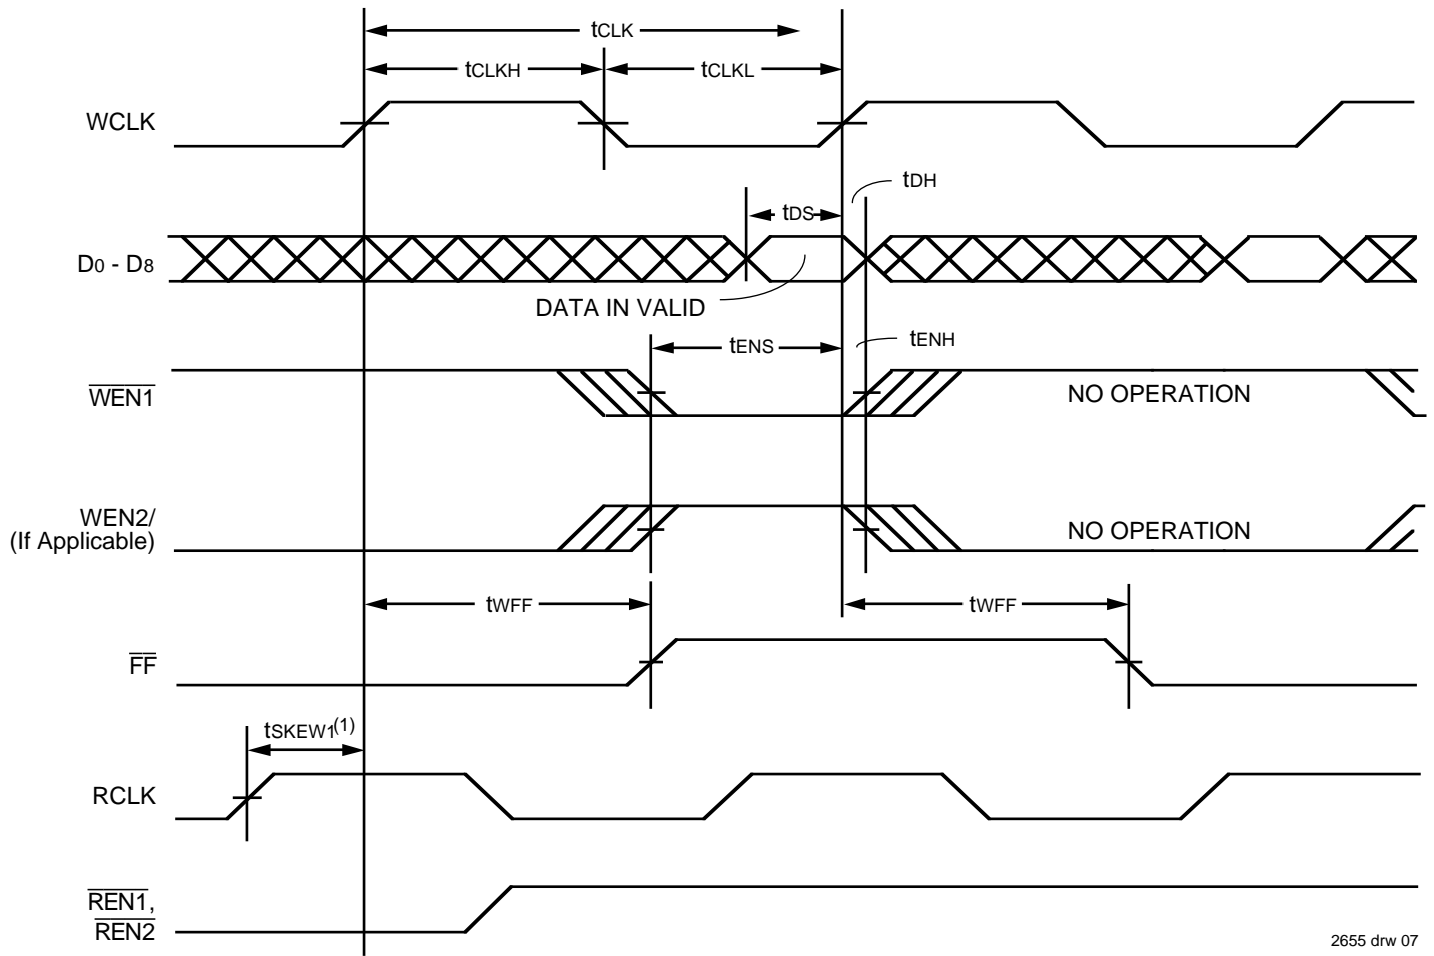 tCLK
tCLKH
tCLKL
WCLK
tDH
tDS
D0 - D8
DATA IN VALID
tENS
tENH
WEN1
NO OPERATION
WEN2/
(If Applicable)
NO OPERATION
tWFF
tWFF
FF
tSKEW1(1)
RCLK
REN1,
REN2
2655 drw 07